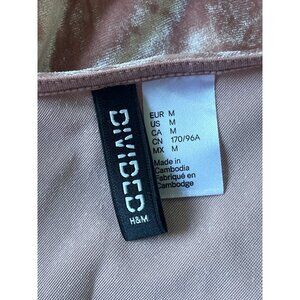 DIVIDED
H&M
EUR M
US M
CA M
CN 170/96A
MX M
Made in
Cambodia
Fabriqué en
Cambodge